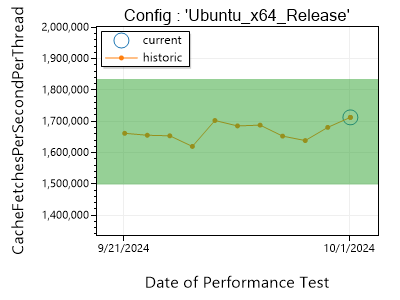 Config : 'Ubuntu_x64_Release'
CacheFetchesPerSecondPerThread
2,000,000
1,900,000
1,800,000
1,700,000
1,600,000
1,500,000
1,400,000
current
historic
9/21/2024
10/1/2024
Date of Performance Test